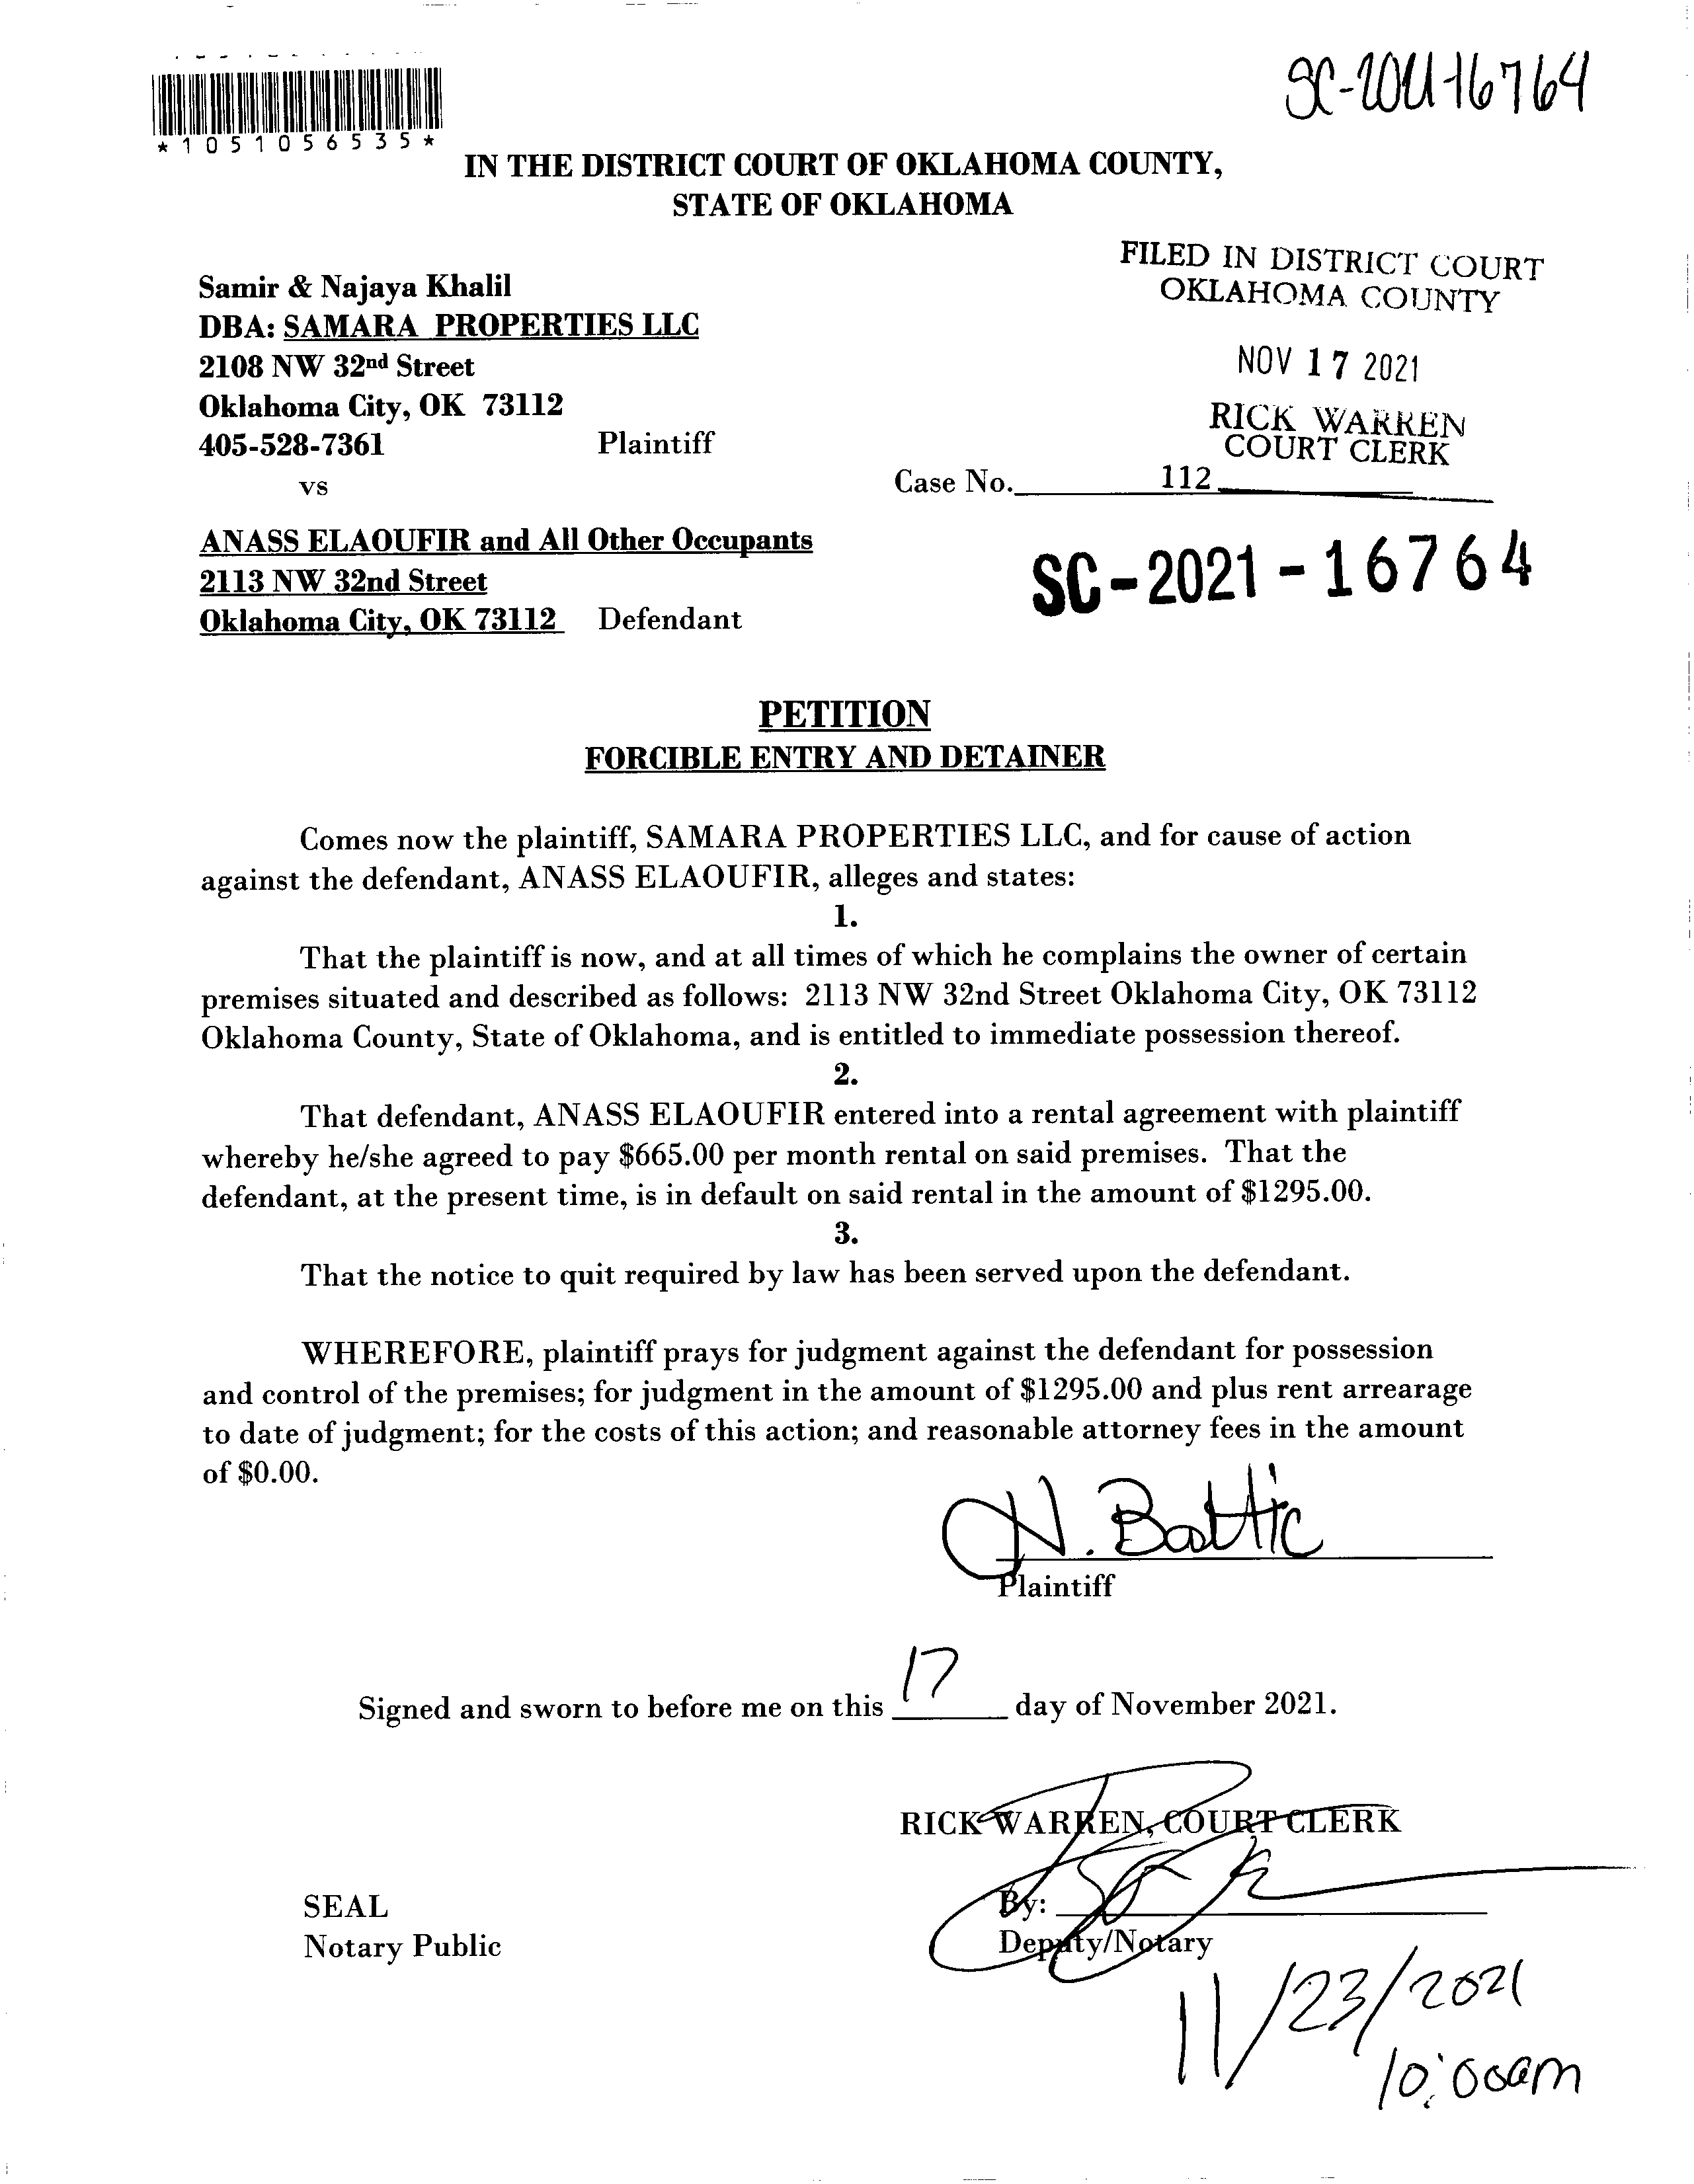 SC-2021-16764
*1051056535*
IN THE DISTRICT COURT OF OKLAHOMA COUNTY,
STATE OF OKLAHOMA
FILED IN DISTRICT COURT
OKLAHOMA COUNTY
NOV 17 2021
RICK WARREN
COURT CLERK
Samir & Najaya Khalil
DBA: SAMARA PROPERTIES LLC
2108 NW 32nd Street
Oklahoma City, OK 73112
405-528-7361 Plaintiff
vs
Case No. 112
ANASS ELAOUFIR and All Other Occupants
2113 NW 32nd Street
Oklahoma City, OK 73112 Defendant
SC-2021-16764
PETITION
FORCIBLE ENTRY AND DETAINER
Comes now the plaintiff, SAMARA PROPERTIES LLC, and for cause of action
against the defendant, ANASS ELAOUFIR, alleges and states:
1.
That the plaintiff is now, and at all times of which he complains the owner of certain
premises situated and described as follows: 2113 NW 32nd Street Oklahoma City, OK 73112
Oklahoma County, State of Oklahoma, and is entitled to immediate possession thereof.
2.
That defendant, ANASS ELAOUFIR entered into a rental agreement with plaintiff
whereby he/she agreed to pay $665.00 per month rental on said premises. That the
defendant, at the present time, is in default on said rental in the amount of $1295.00.
3.
That the notice to quit required by law has been served upon the defendant.
WHEREFORE, plaintiff prays for judgment against the defendant for possession
and control of the premises; for judgment in the amount of $1295.00 and plus rent arrearage
to date of judgment; for the costs of this action; and reasonable attorney fees in the amount
of $0.00.
N. Battic
Plaintiff
Signed and sworn to before me on this 17 day of November 2021.
RICK WARREN, COURT CLERK
SEAL
Notary Public
By:
Deputy/Notary
11/23/2021
10:00am